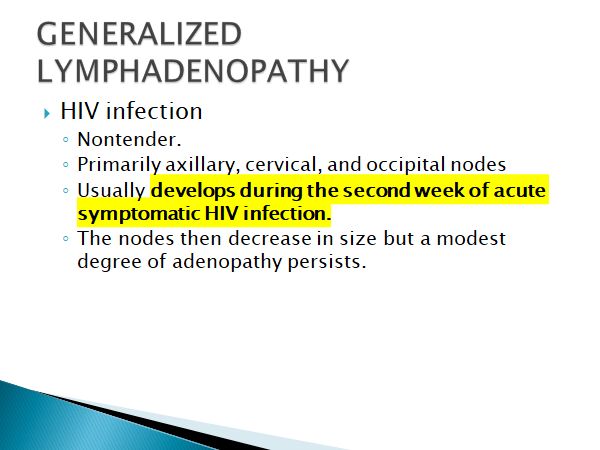 GENERALIZED
LYMPHADENOPATHY
HIV infection
Nontender.
Primarily axillary, cervical, and occipital nodes
Usually develops during the second week of acute
symptomatic HIV infection.
The nodes then decrease in size but a modest
degree of adenopathy persists.